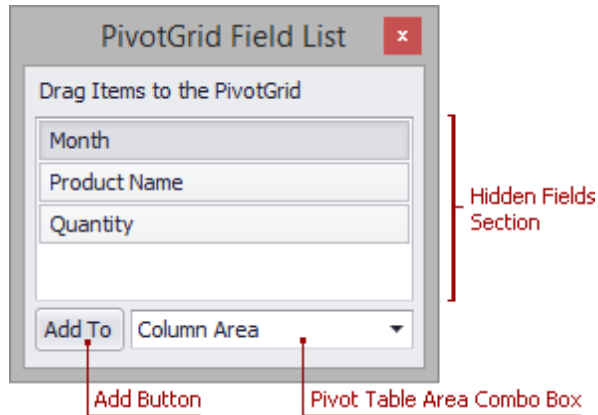 PivotGrid Field List
x
Drag Items to the PivotGrid
Month
Product Name
Quantity
Hidden Fields
Section
Add To
Column Area
Add Button
Pivot Table Area Combo Box